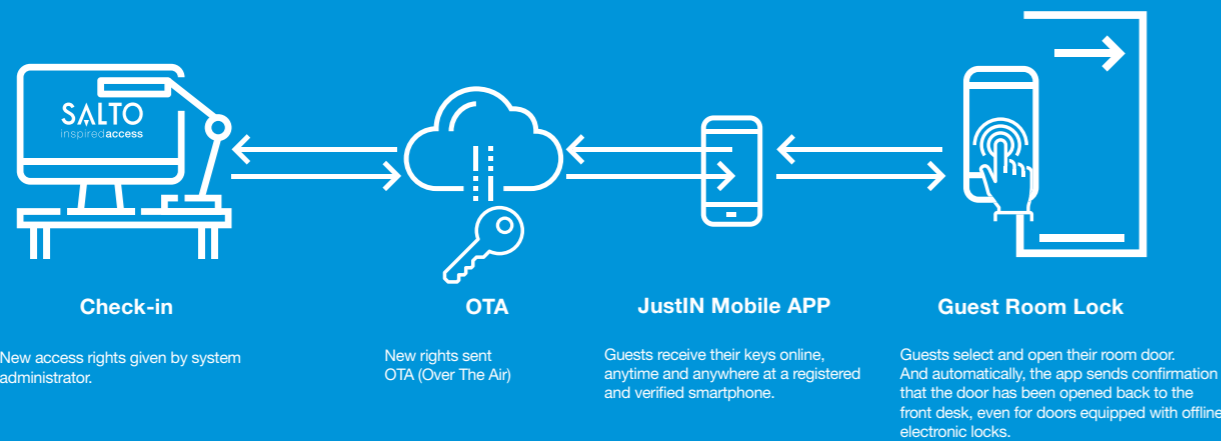 SALTO
inspiredaccess
Check-in
New access rights given by system
administrator.
OTA
New rights sent
OTA (Over The Air)
JustIN Mobile APP
Guests receive their keys online,
anytime and anywhere at a registered
and verified smartphone.
Guest Room Lock
Guests select and open their room door.
And automatically, the app sends confirmation
that the door has been opened back to the
front desk, even for doors equipped with offline
electronic locks.